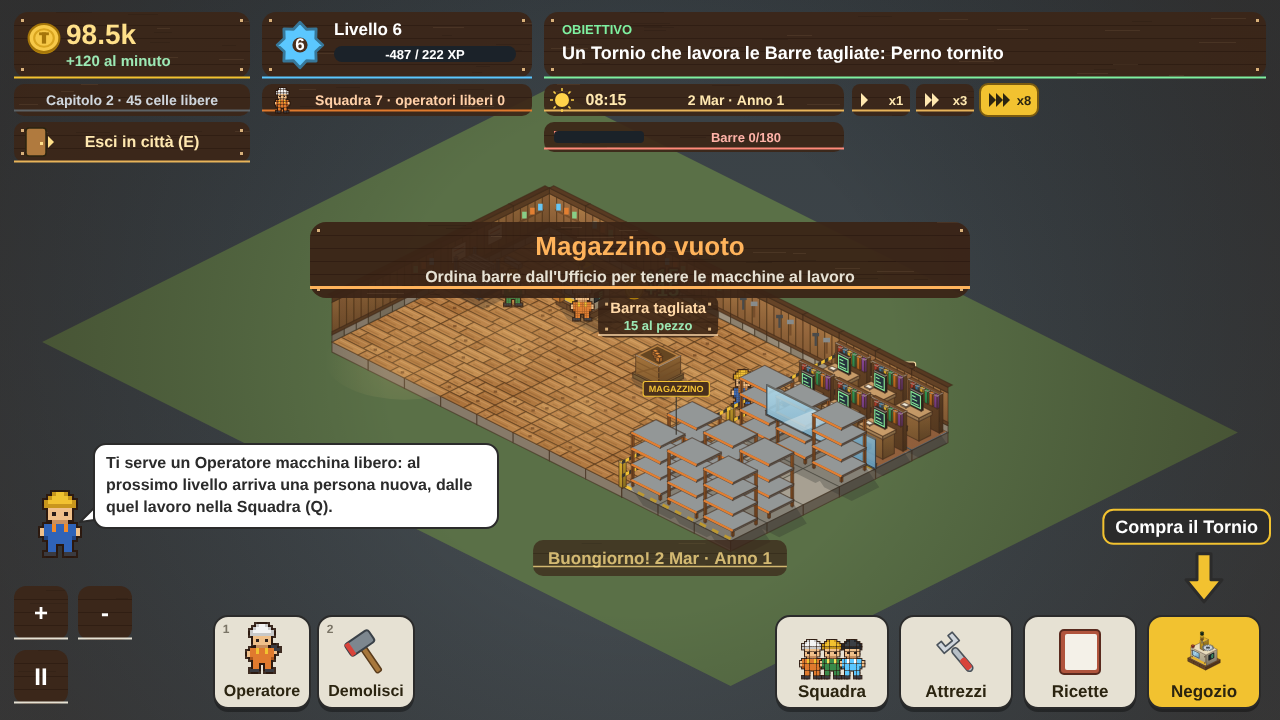 98.5k
+120 al minuto
6
Livello 6
-487 / 222 XP
OBIETTIVO
Un Tornio che lavora le Barre tagliate: Perno tornito
Capitolo 2 · 45 celle libere
Squadra 7 · operatori liberi 0
08:15
2 Mar · Anno 1
x1
x3
x8
Esci in città (E)
Barre 0/180
Magazzino vuoto
Ordina barre dall'Ufficio per tenere le macchine al lavoro
Barra tagliata
15 al pezzo
MAGAZZINO
Ti serve un Operatore macchina libero: al
prossimo livello arriva una persona nuova, dalle
quel lavoro nella Squadra (Q).
Compra il Tornio
Buongiorno! 2 Mar · Anno 1
+
-
1
Operatore
2
Demolisci
Squadra
Attrezzi
Ricette
Negozio